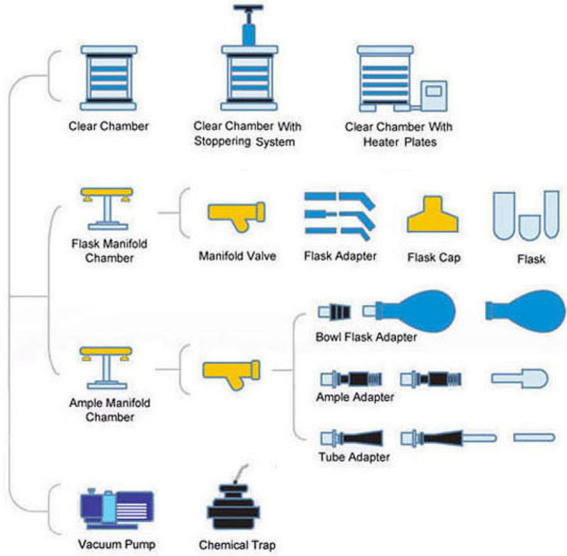 Clear Chamber
Clear Chamber With
Stoppering System
Clear Chamber With
Heater Plates
Flask Manifold
Chamber
Manifold Valve
Flask Adapter
Flask Cap
Flask
Bowl Flask Adapter
Ample Manifold
Chamber
Ample Adapter
Tube Adapter
Vacuum Pump
Chemical Trap